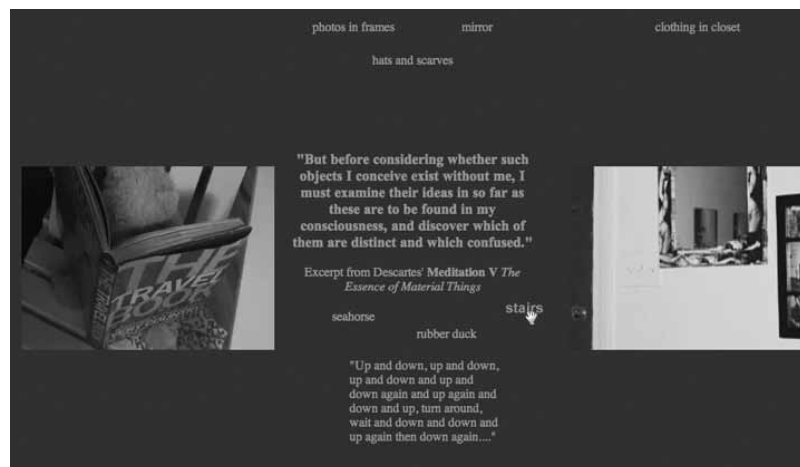 photos in frames
mirror
clothing in closet
hats and scarves
"But before considering whether such
objects I conceive exist without me, I
must examine their ideas in so far as
these are to be found in my
consciousness, and discover which of
them are distinct and which confused."
Excerpt from Descartes' Meditation V The
Essence of Material Things
seahorse
stairs
rubber duck
"Up and down, up and down,
up and down and up and
down again and up again and
down and up, turn around,
wait and down and down and
up again then down again...."
THE
TRAVEL
BOOK